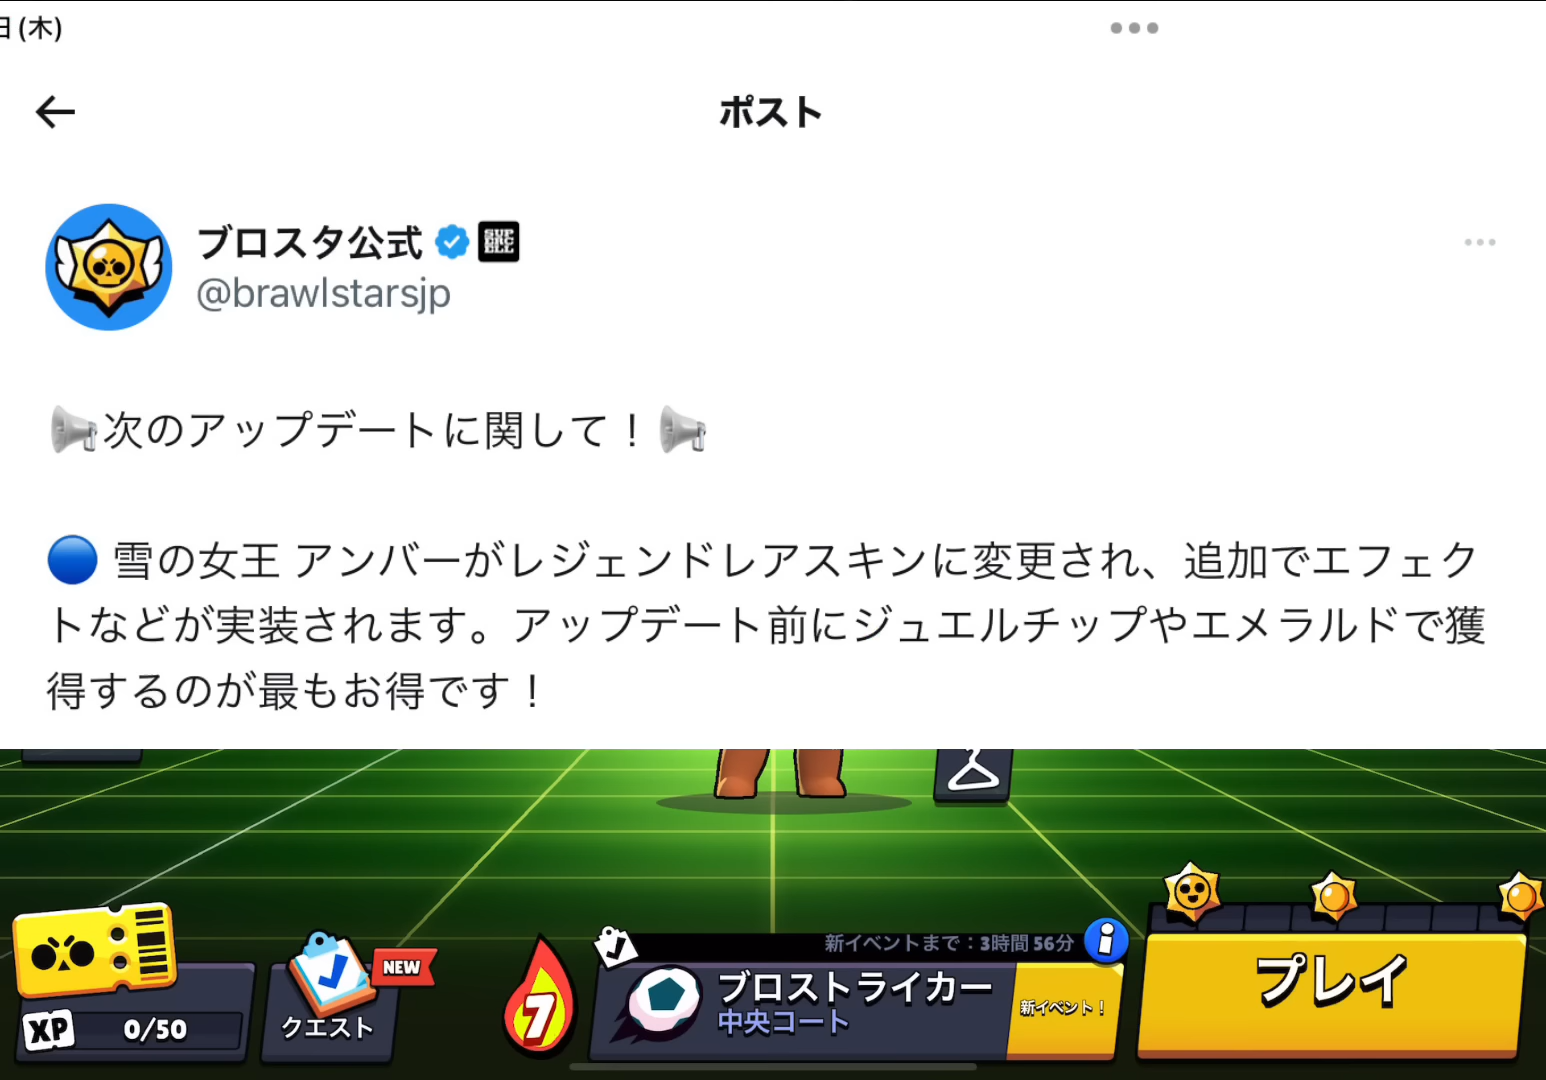 日(木)
ポスト
ブロスタ公式
@brawlstarsjp
次のアップデートに関して！
雪の女王 アンバーがレジェンドレアスキンに変更され、追加でエフェク
トなどが実装されます。アップデート前にジュエルチップやエメラルドで獲
得するのが最もお得です！
新イベントまで：3時間 56分
ブロストライカー
中央コート
新イベント！
プレイ
NEW
クエスト
7
XP
0/50